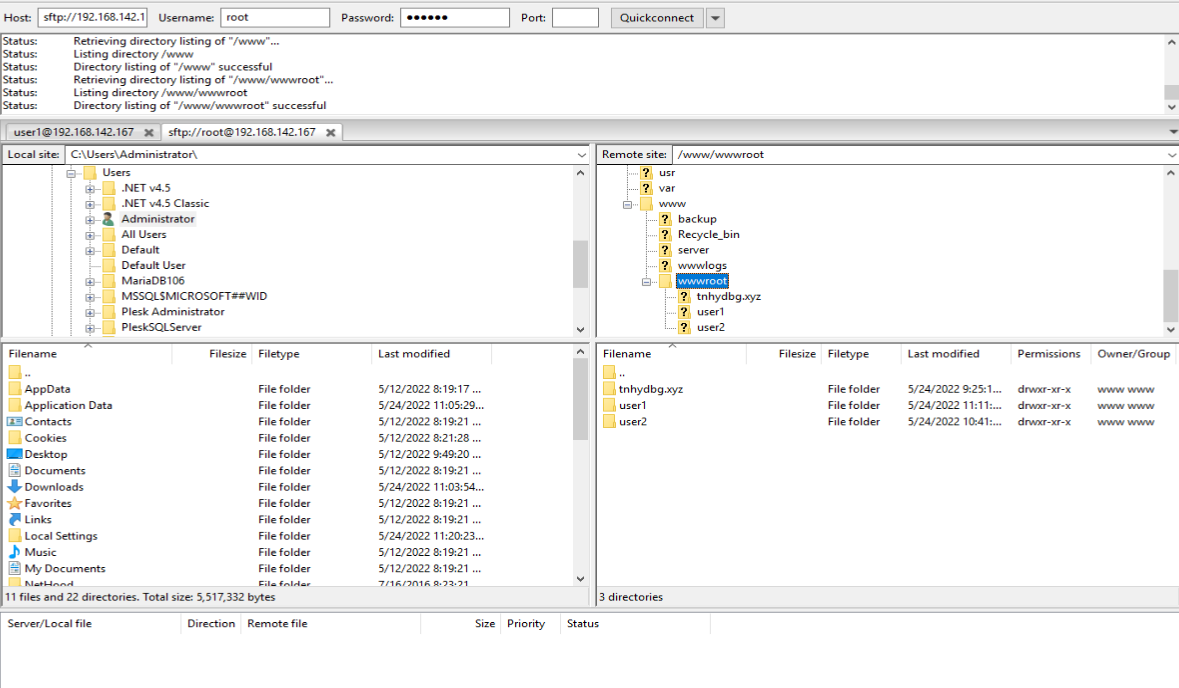 Host: sftp://192.168.142.1 Username: root Password: ●●●●●● Port: Quickconnect
Status: Retrieving directory listing of "/www"...
Status: Listing directory /www
Status: Directory listing of "/www" successful
Status: Retrieving directory listing of "/www/wwwroot"...
Status: Listing directory /www/wwwroot
Status: Directory listing of "/www/wwwroot" successful
user1@192.168.142.167 sftp://root@192.168.142.167
Local site: C:\Users\Administrator\
Users
.NET v4.5
.NET v4.5 Classic
Administrator
All Users
Default
Default User
MariaDB106
MSSQL$MICROSOFT##WID
Plesk Administrator
PleskSQLServer
Remote site: /www/wwwroot
usr
var
www
backup
Recycle_bin
server
wwwlogs
wwwroot
tnhydbg.xyz
user1
user2
Filename Filesize Filetype Last modified
..
AppData File folder 5/12/2022 8:19:17 ...
Application Data File folder 5/24/2022 11:05:29...
Contacts File folder 5/12/2022 8:19:21 ...
Cookies File folder 5/12/2022 8:21:28 ...
Desktop File folder 5/12/2022 9:49:20 ...
Documents File folder 5/12/2022 8:19:21 ...
Downloads File folder 5/24/2022 11:03:54...
Favorites File folder 5/12/2022 8:19:21 ...
Links File folder 5/12/2022 8:19:21 ...
Local Settings File folder 5/24/2022 11:20:23...
Music File folder 5/12/2022 8:19:21 ...
My Documents File folder 5/12/2022 8:19:21 ...
NetHood File folder 7/16/2016 8:23:21
11 files and 22 directories. Total size: 5,517,332 bytes
Filename Filesize Filetype Last modified Permissions Owner/Group
..
tnhydbg.xyz File folder 5/24/2022 9:25:1... drwxr-xr-x www www
user1 File folder 5/24/2022 11:11:... drwxr-xr-x www www
user2 File folder 5/24/2022 10:41:... drwxr-xr-x www www
3 directories
Server/Local file Direction Remote file Size Priority Status